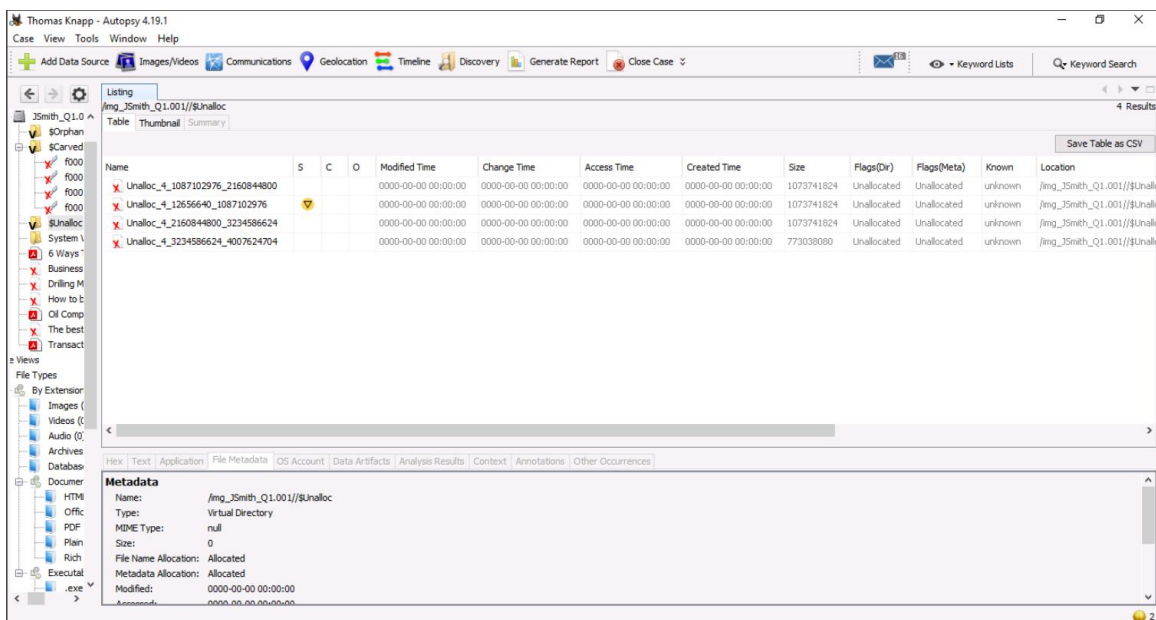 Thomas Knapp - Autopsy 4.19.1
Case View Tools Window Help
Add Data Source Images/Videos Communications Geolocation Timeline Discovery Generate Report Close Case Keyword Lists Keyword Search
Listing
/img_JSmith_Q1.001//$Unalloc
4 Results
Table Thumbnail Summary
Save Table as CSV
Name S C O Modified Time Change Time Access Time Created Time Size Flags(Dir) Flags(Meta) Known Location
Unalloc_4_1087102976_2160844800 0000-00-00 00:00:00 0000-00-00 00:00:00 0000-00-00 00:00:00 0000-00-00 00:00:00 1073741824 Unallocated Unallocated unknown /img_JSmith_Q1.001//$Unall
Unalloc_4_12656640_1087102976 0000-00-00 00:00:00 0000-00-00 00:00:00 0000-00-00 00:00:00 0000-00-00 00:00:00 1073741824 Unallocated Unallocated unknown /img_JSmith_Q1.001//$Unall
Unalloc_4_2160844800_3234586624 0000-00-00 00:00:00 0000-00-00 00:00:00 0000-00-00 00:00:00 0000-00-00 00:00:00 1073741824 Unallocated Unallocated unknown /img_JSmith_Q1.001//$Unall
Unalloc_4_3234586624_4007624704 0000-00-00 00:00:00 0000-00-00 00:00:00 0000-00-00 00:00:00 0000-00-00 00:00:00 773038080 Unallocated Unallocated unknown /img_JSmith_Q1.001//$Unall
JSmith_Q1.0
$Orphan
$Carved
f000
f000
f000
f000
$Unalloc
System
6 Ways
Business
Drilling M
How to b
Oil Comp
The best
Transact
Views
File Types
By Extension
Images (
Videos (
Audio (0)
Archives
Databas
Documer
HTM
Offic
PDF
Plain
Rich
Executal
.exe
Hex Text Application File Metadata OS Account Data Artifacts Analysis Results Context Annotations Other Occurrences
Metadata
Name: /img_JSmith_Q1.001//$Unalloc
Type: Virtual Directory
MIME Type: null
Size: 0
File Name Allocation: Allocated
Metadata Allocation: Allocated
Modified: 0000-00-00 00:00:00
Accessed: 0000-00-00 00:00:00
2